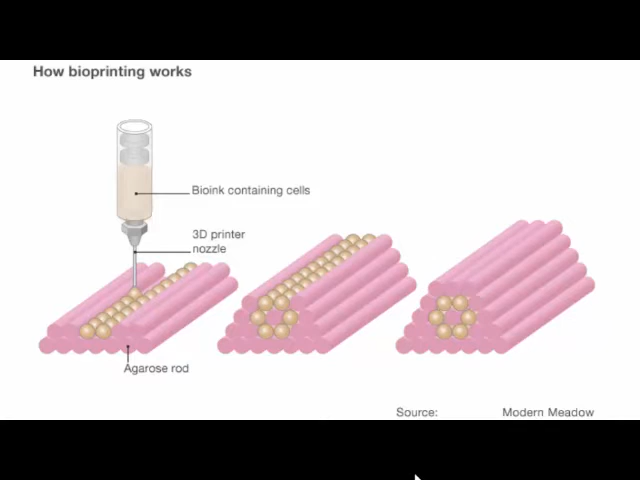 How bioprinting works
Bioink containing cells
3D printer
nozzle
Agarose rod
Source: Modern Meadow